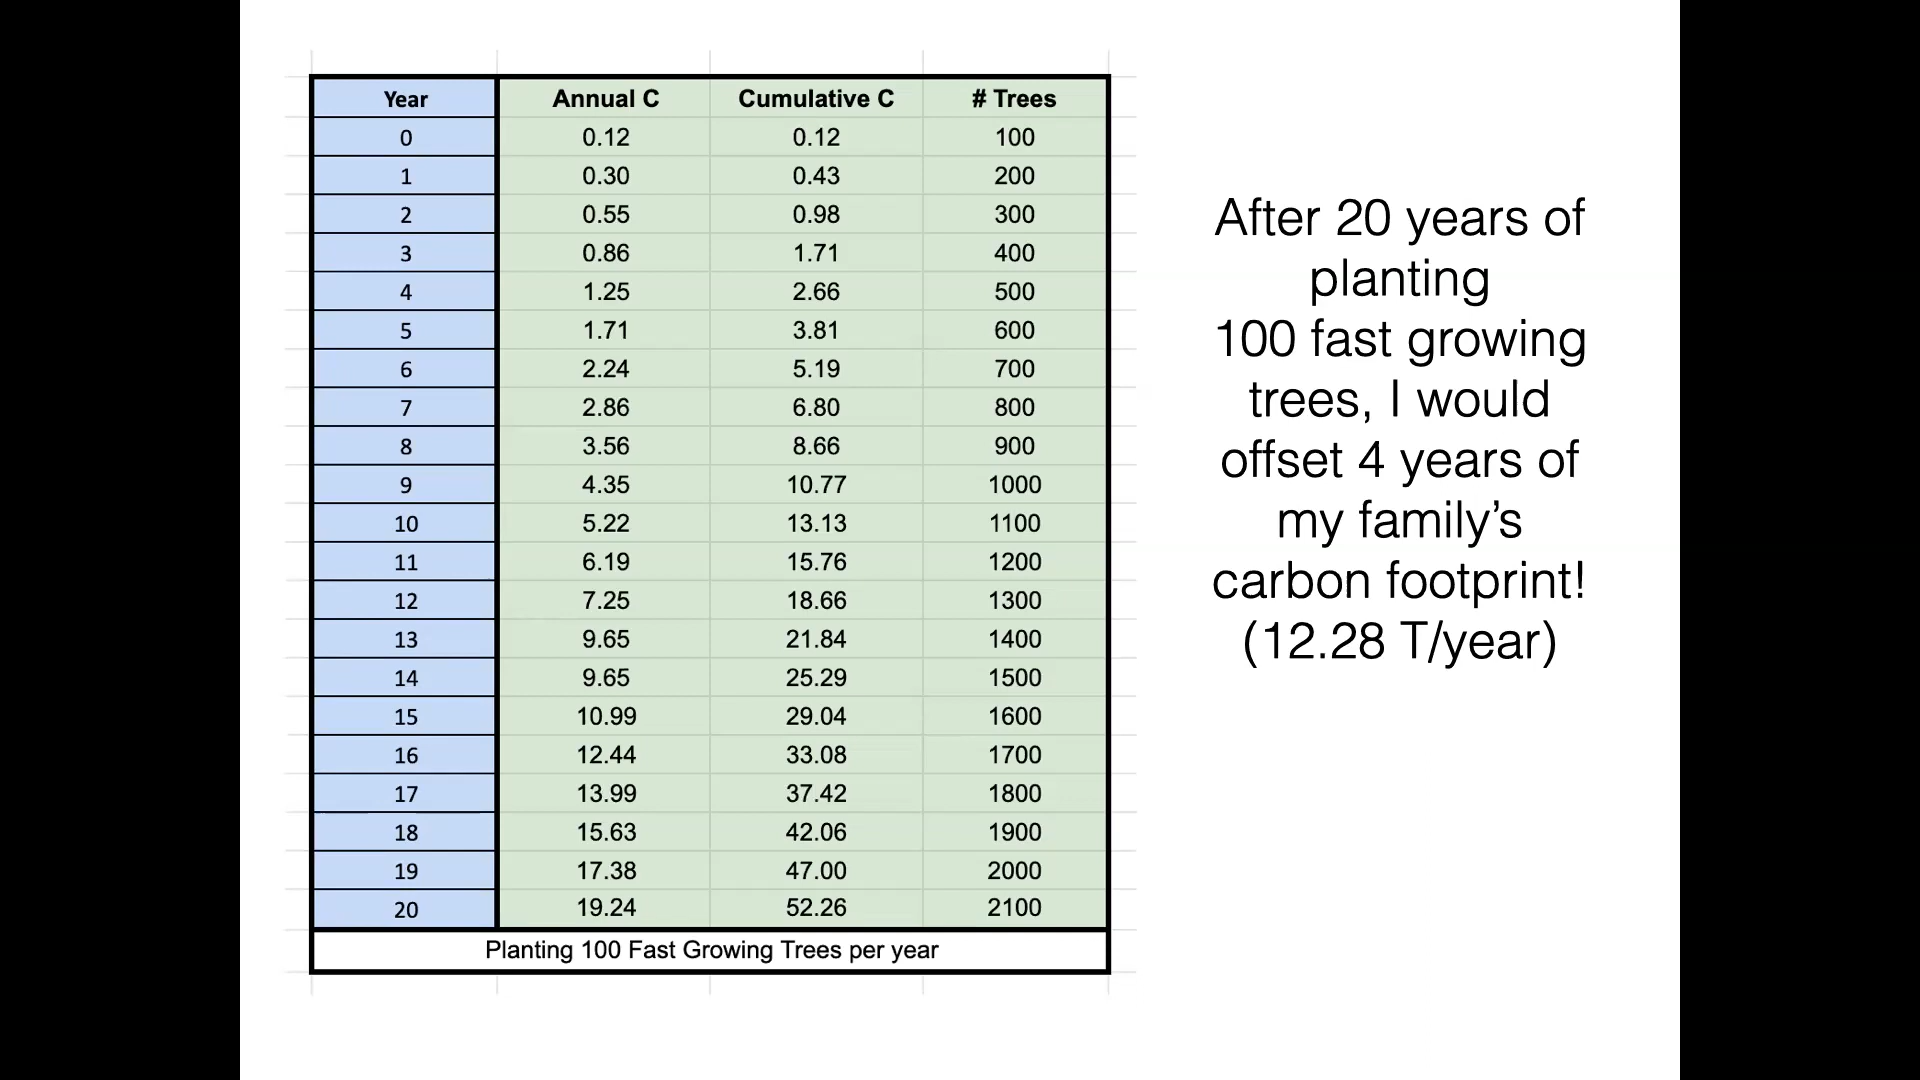 Year Annual C Cumulative C # Trees
0 0.12 0.12 100
1 0.30 0.43 200
2 0.55 0.98 300
3 0.86 1.71 400
4 1.25 2.66 500
5 1.71 3.81 600
6 2.24 5.19 700
7 2.86 6.80 800
8 3.56 8.66 900
9 4.35 10.77 1000
10 5.22 13.13 1100
11 6.19 15.76 1200
12 7.25 18.66 1300
13 9.65 21.84 1400
14 9.65 25.29 1500
15 10.99 29.04 1600
16 12.44 33.08 1700
17 13.99 37.42 1800
18 15.63 42.06 1900
19 17.38 47.00 2000
20 19.24 52.26 2100
Planting 100 Fast Growing Trees per year
After 20 years of
planting
100 fast growing
trees, I would
offset 4 years of
my family’s
carbon footprint!
(12.28 T/year)